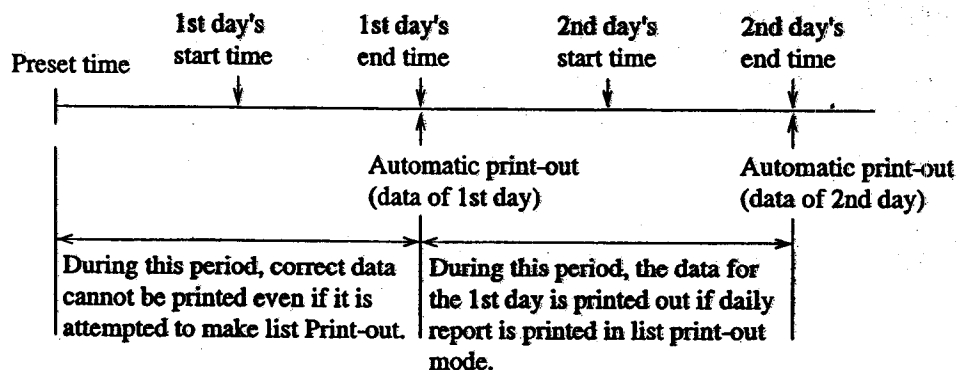 1st day's
start time
1st day's
end time
2nd day's
start time
2nd day's
end time
Preset time
Automatic print-out
(data of 1st day)
Automatic print-out
(data of 2nd day)
During this period, correct data
cannot be printed even if it is
attempted to make list Print-out.
During this period, the data for
the 1st day is printed out if daily
report is printed in list print-out
mode.